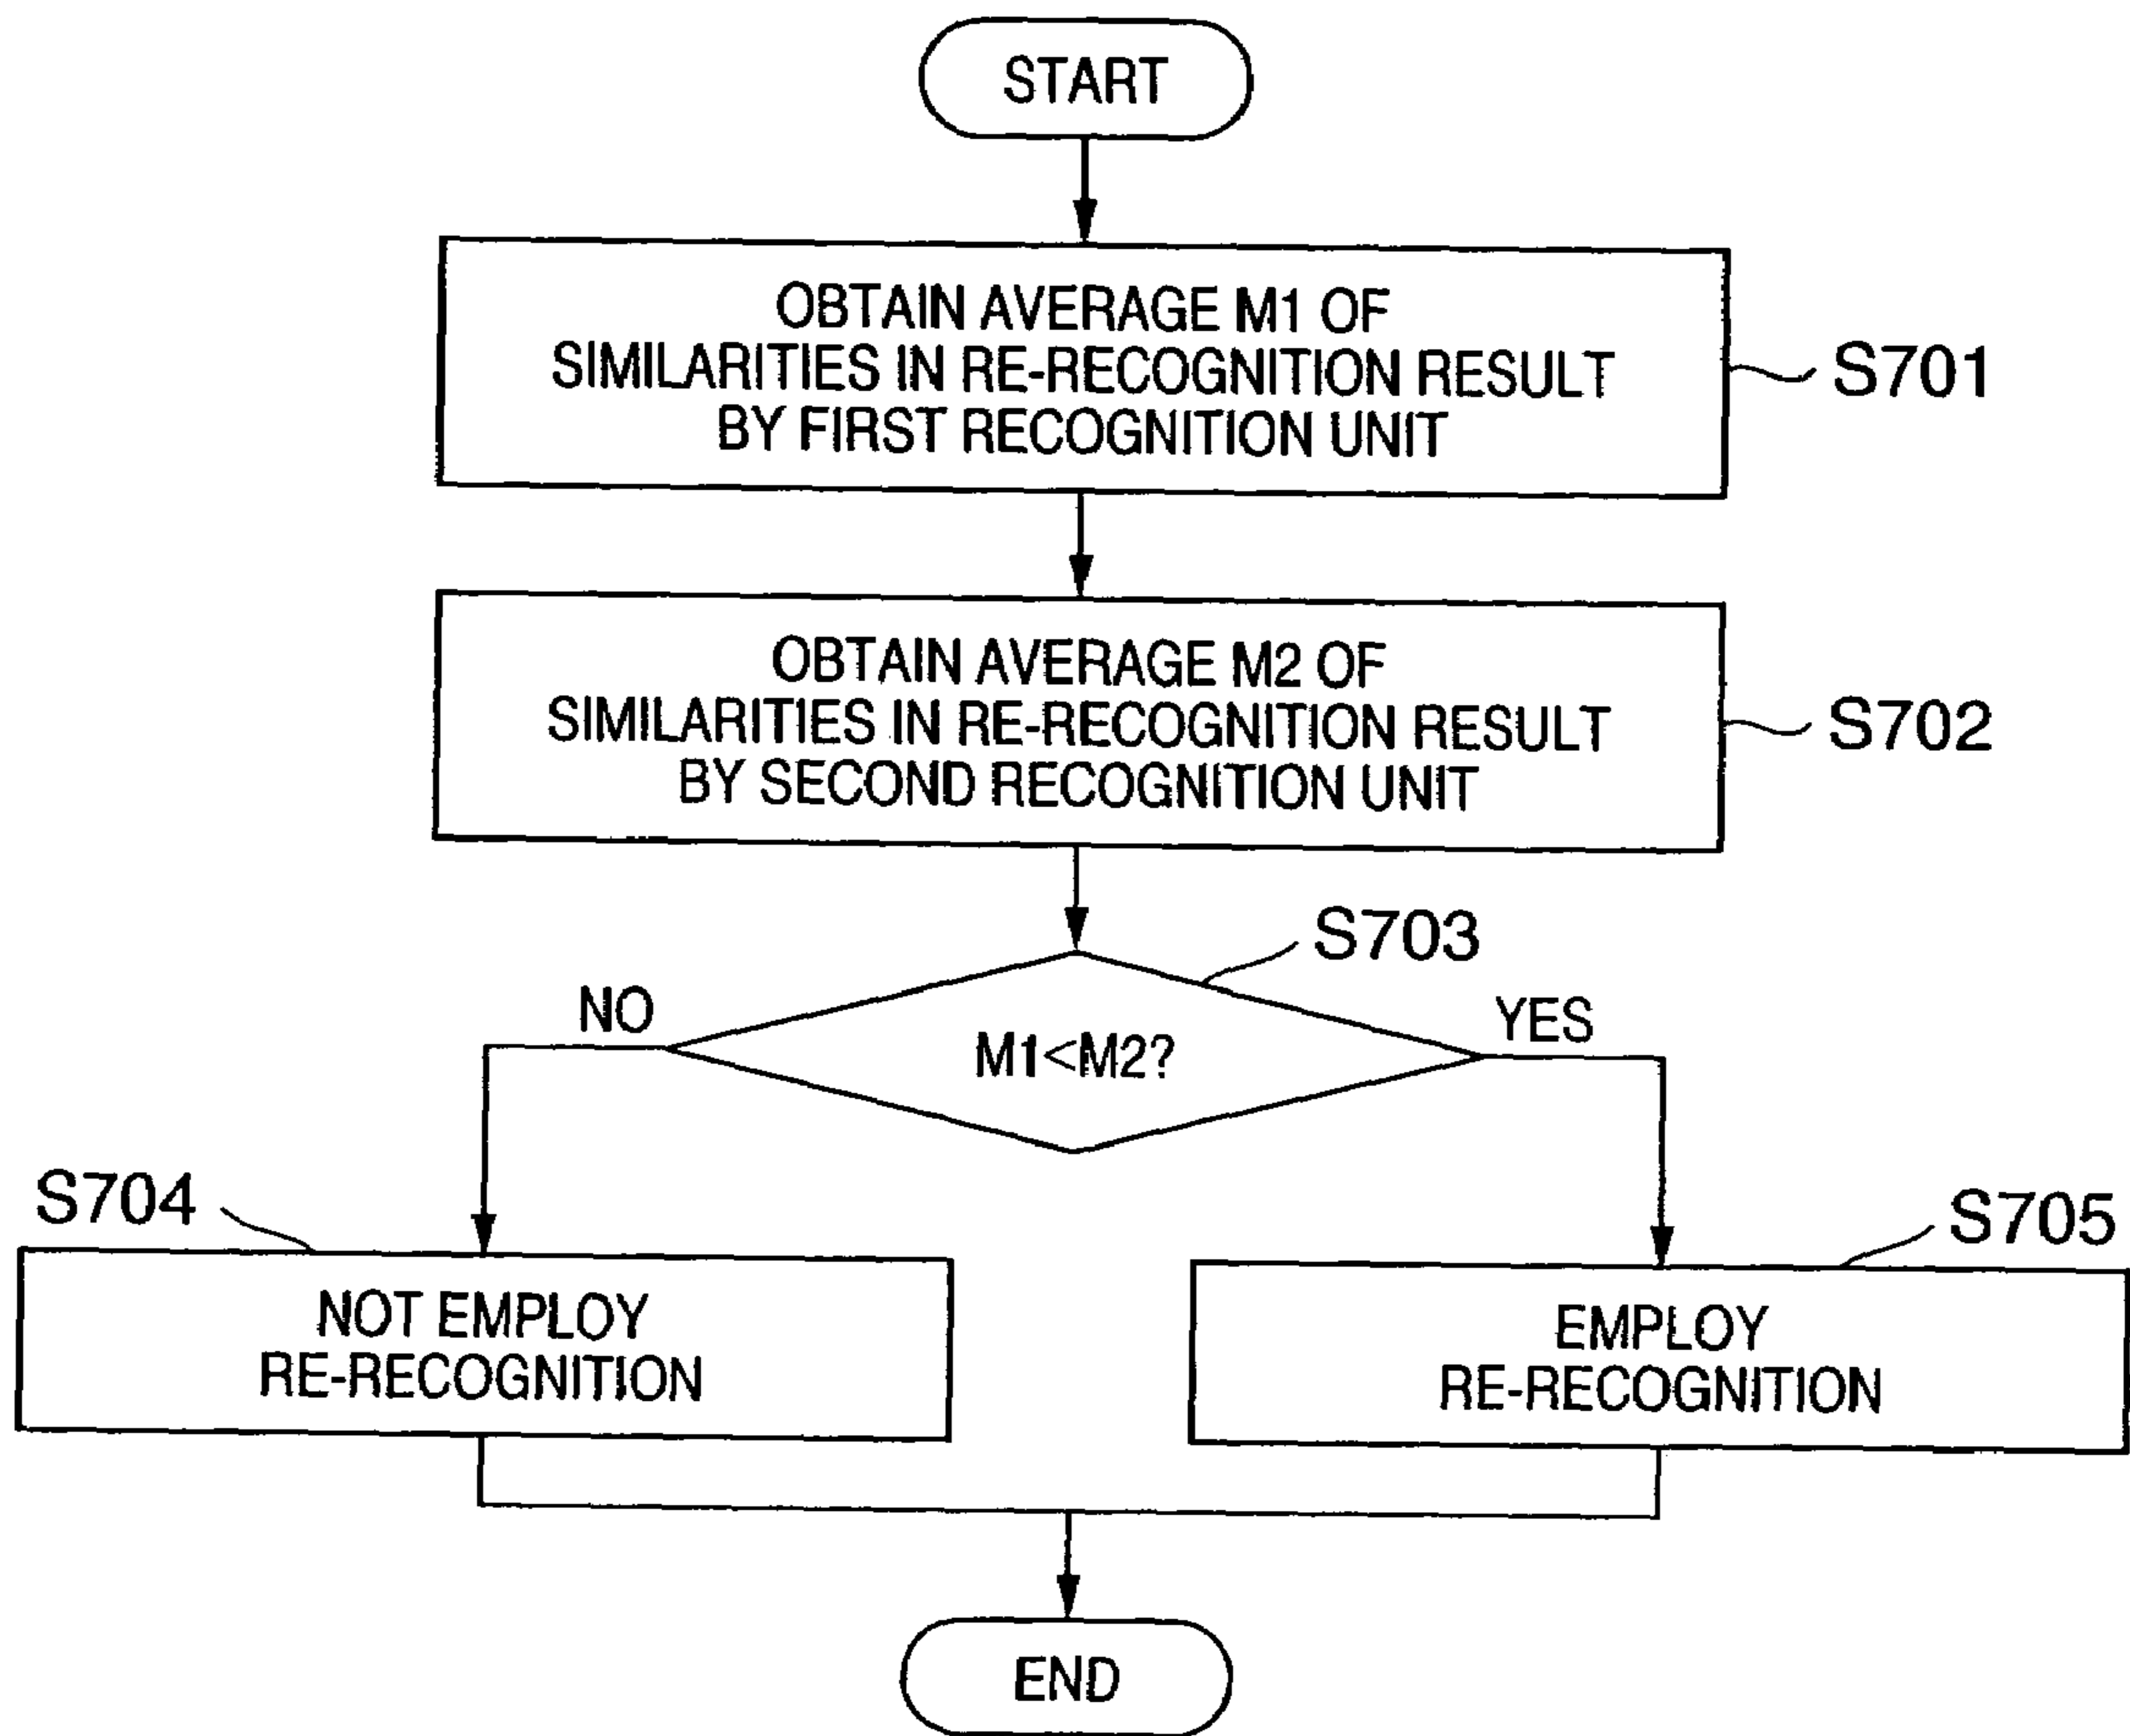 START
OBTAIN AVERAGE M1 OF
SIMILARITIES IN RE-RECOGNITION RESULT
BY FIRST RECOGNITION UNIT
S701
OBTAIN AVERAGE M2 OF
SIMILARITIES IN RE-RECOGNITION RESULT
BY SECOND RECOGNITION UNIT
S702
S703
NO
M1<M2?
YES
S704
NOT EMPLOY
RE-RECOGNITION
S705
EMPLOY
RE-RECOGNITION
END